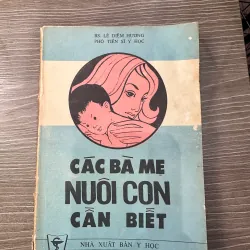 BS. LÊ DIỄM HƯƠNG
PHÓ TIẾN SĨ Y HỌC
CÁC BÀ MẸ
NUÔI CON
CẦN BIẾT
NHÀ XUẤT BẢN Y HỌC